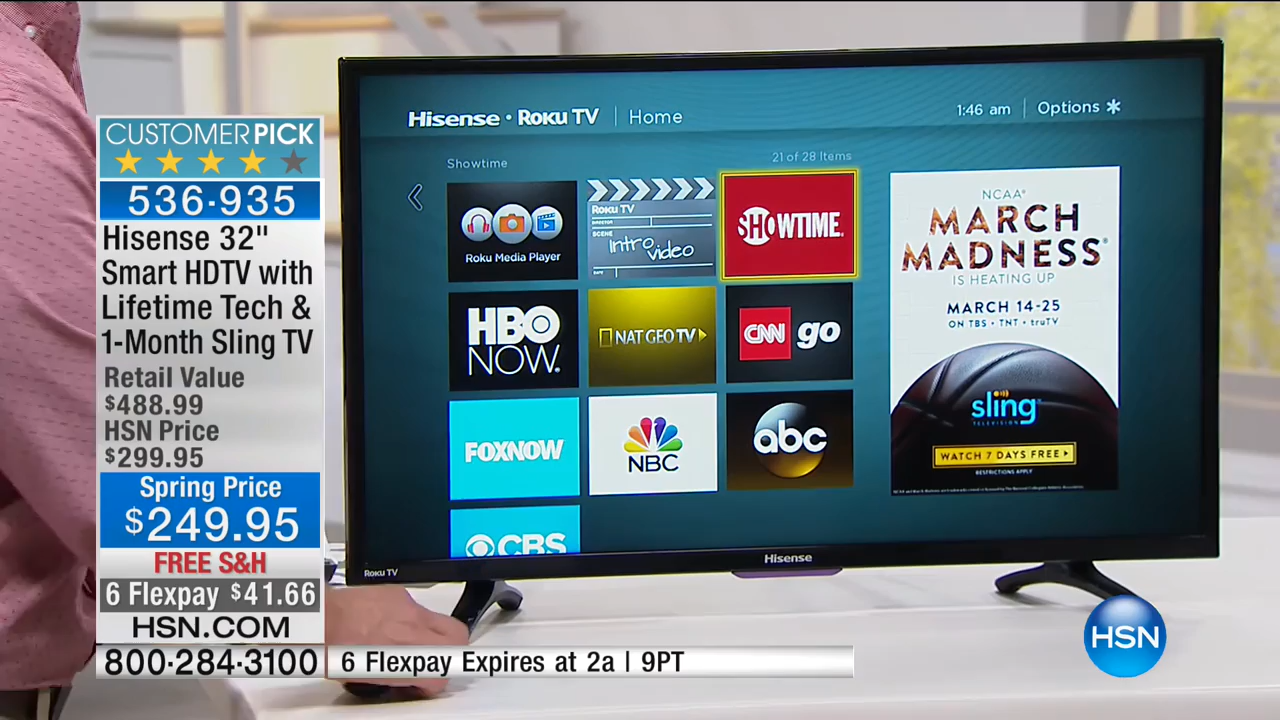 CUSTOMER PICK
536-935
Hisense 32"
Smart HDTV with
Lifetime Tech &
1-Month Sling TV
Retail Value
$488.99
HSN Price
$299.95
Spring Price
$249.95
FREE S&H
6 Flexpay $41.66
HSN.COM
800·284·3100
6 Flexpay Expires at 2a | 9PT
HSN
Hisense • Roku TV | Home
1:46 am | Options *
Showtime
21 of 28 Items
Roku Media Player
Roku TV
DIRECTOR
SCENE
Intro video
SHOWTIME
HBO
NOW
NAT GEO TV
CNN go
FOXNOW
NBC
abc
CBS
NCAA
MARCH
MADNESS
IS HEATING UP
MARCH 14-25
ON TBS • TNT • truTV
sling
TELEVISION
WATCH 7 DAYS FREE
RESTRICTIONS APPLY
Hisense
Roku TV